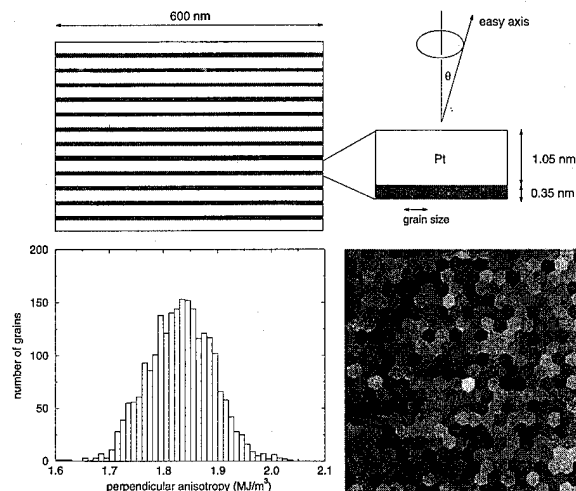 600 nm
easy axis
θ
Pt
1.05 nm
0.35 nm
grain size
200
150
100
50
0
number of grains
1.6 1.7 1.8 1.9 2.0 2.1
perpendicular anisotropy (MJ/m³)